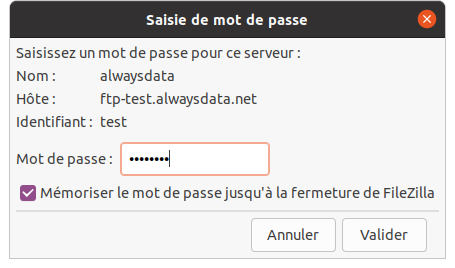 Saisie de mot de passe
Saisissez un mot de passe pour ce serveur :
Nom : alwaysdata
Hôte : ftp-test.alwaysdata.net
Identifiant : test
Mot de passe : ••••••••
Mémoriser le mot de passe jusqu'à la fermeture de FileZilla
Annuler Valider